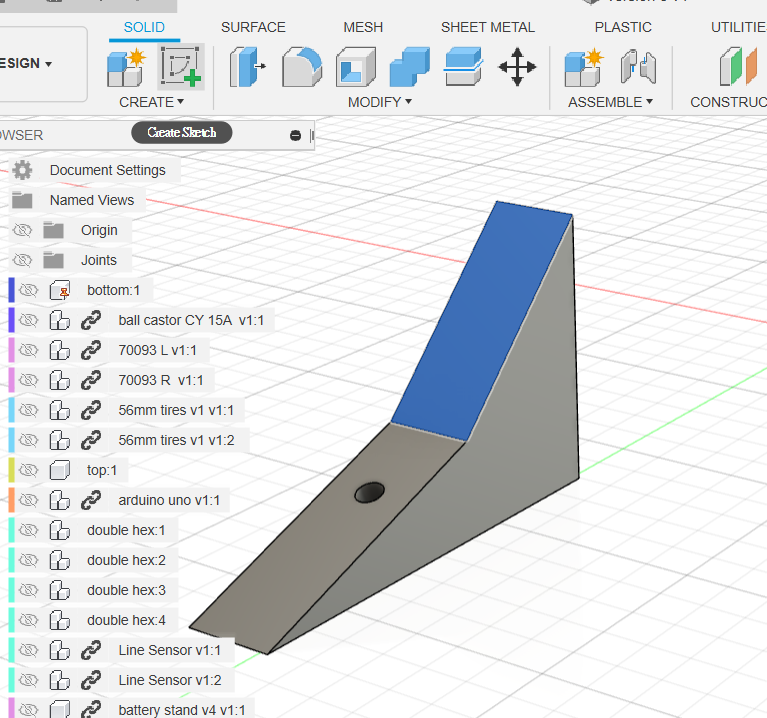 SOLID SURFACE MESH SHEET METAL PLASTIC UTILITIE
ESIGN
CREATE MODIFY ASSEMBLE CONSTRUC
WSER
Create Sketch
Document Settings
Named Views
Origin
Joints
bottom:1
ball castor CY 15A v1:1
70093 L v1:1
70093 R v1:1
56mm tires v1 v1:1
56mm tires v1 v1:2
top:1
arduino uno v1:1
double hex:1
double hex:2
double hex:3
double hex:4
Line Sensor v1:1
Line Sensor v1:2
battery stand v4 v1:1